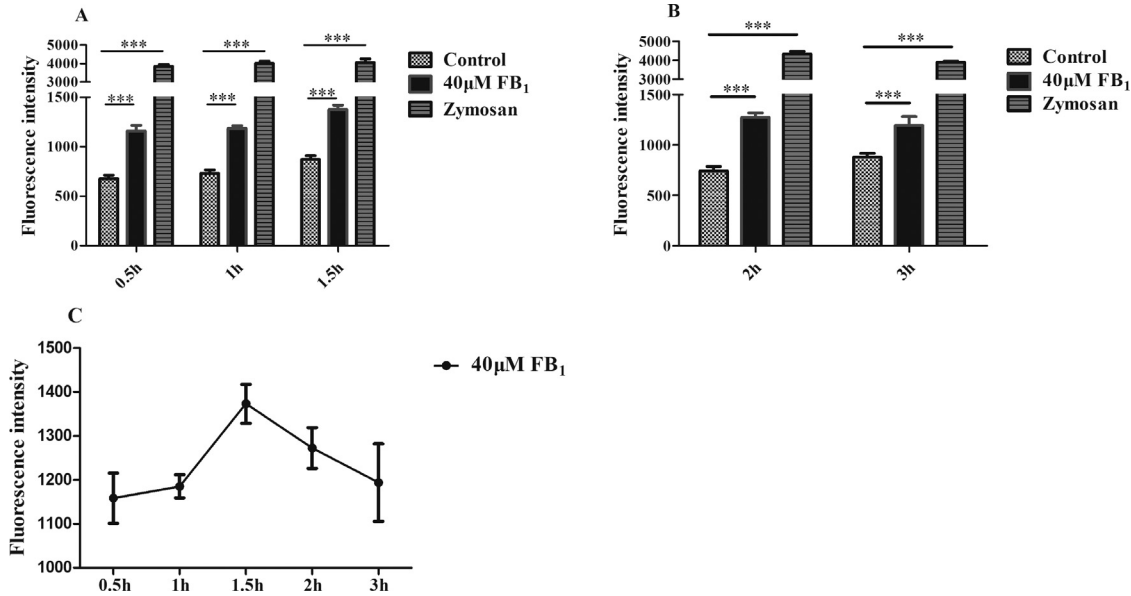 A
Fluorescence intensity
5000
4000
3000
1500
1000
500
0
***
***
***
***
***
***
0.5h
1h
1.5h
Control
40µM FB1
Zymosan
B
Fluorescence intensity
5000
4000
3000
1500
1000
500
0
***
***
***
***
2h
3h
Control
40µM FB1
Zymosan
C
Fluorescence intensity
1500
1400
1300
1200
1100
1000
0.5h
1h
1.5h
2h
3h
40µM FB1